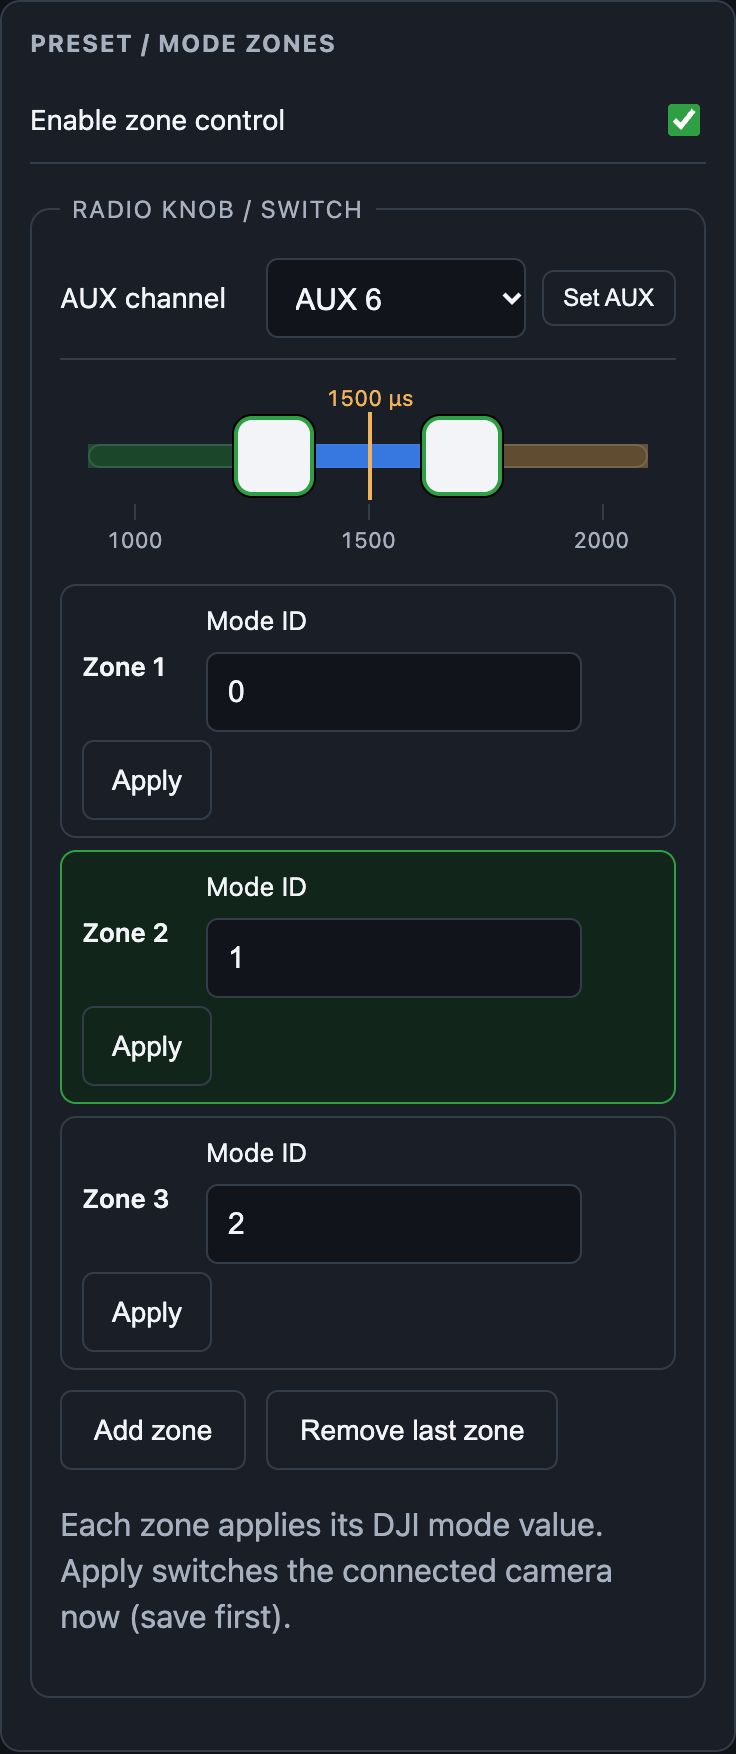 PRESET / MODE ZONES
Enable zone control
RADIO KNOB / SWITCH
AUX channel
AUX 6
Set AUX
1500 µs
1000
1500
2000
Mode ID
Zone 1
0
Apply
Mode ID
Zone 2
1
Apply
Mode ID
Zone 3
2
Apply
Add zone
Remove last zone
Each zone applies its DJI mode value.
Apply switches the connected camera
now (save first).